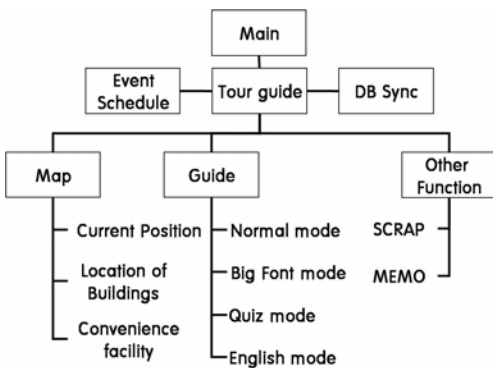 Main
Event
Schedule
Tour guide
DB Sync
Map
Guide
Other
Function
Current Position
Location of
Buildings
Convenience
facility
Normal mode
Big Font mode
Quiz mode
English mode
SCRAP
MEMO